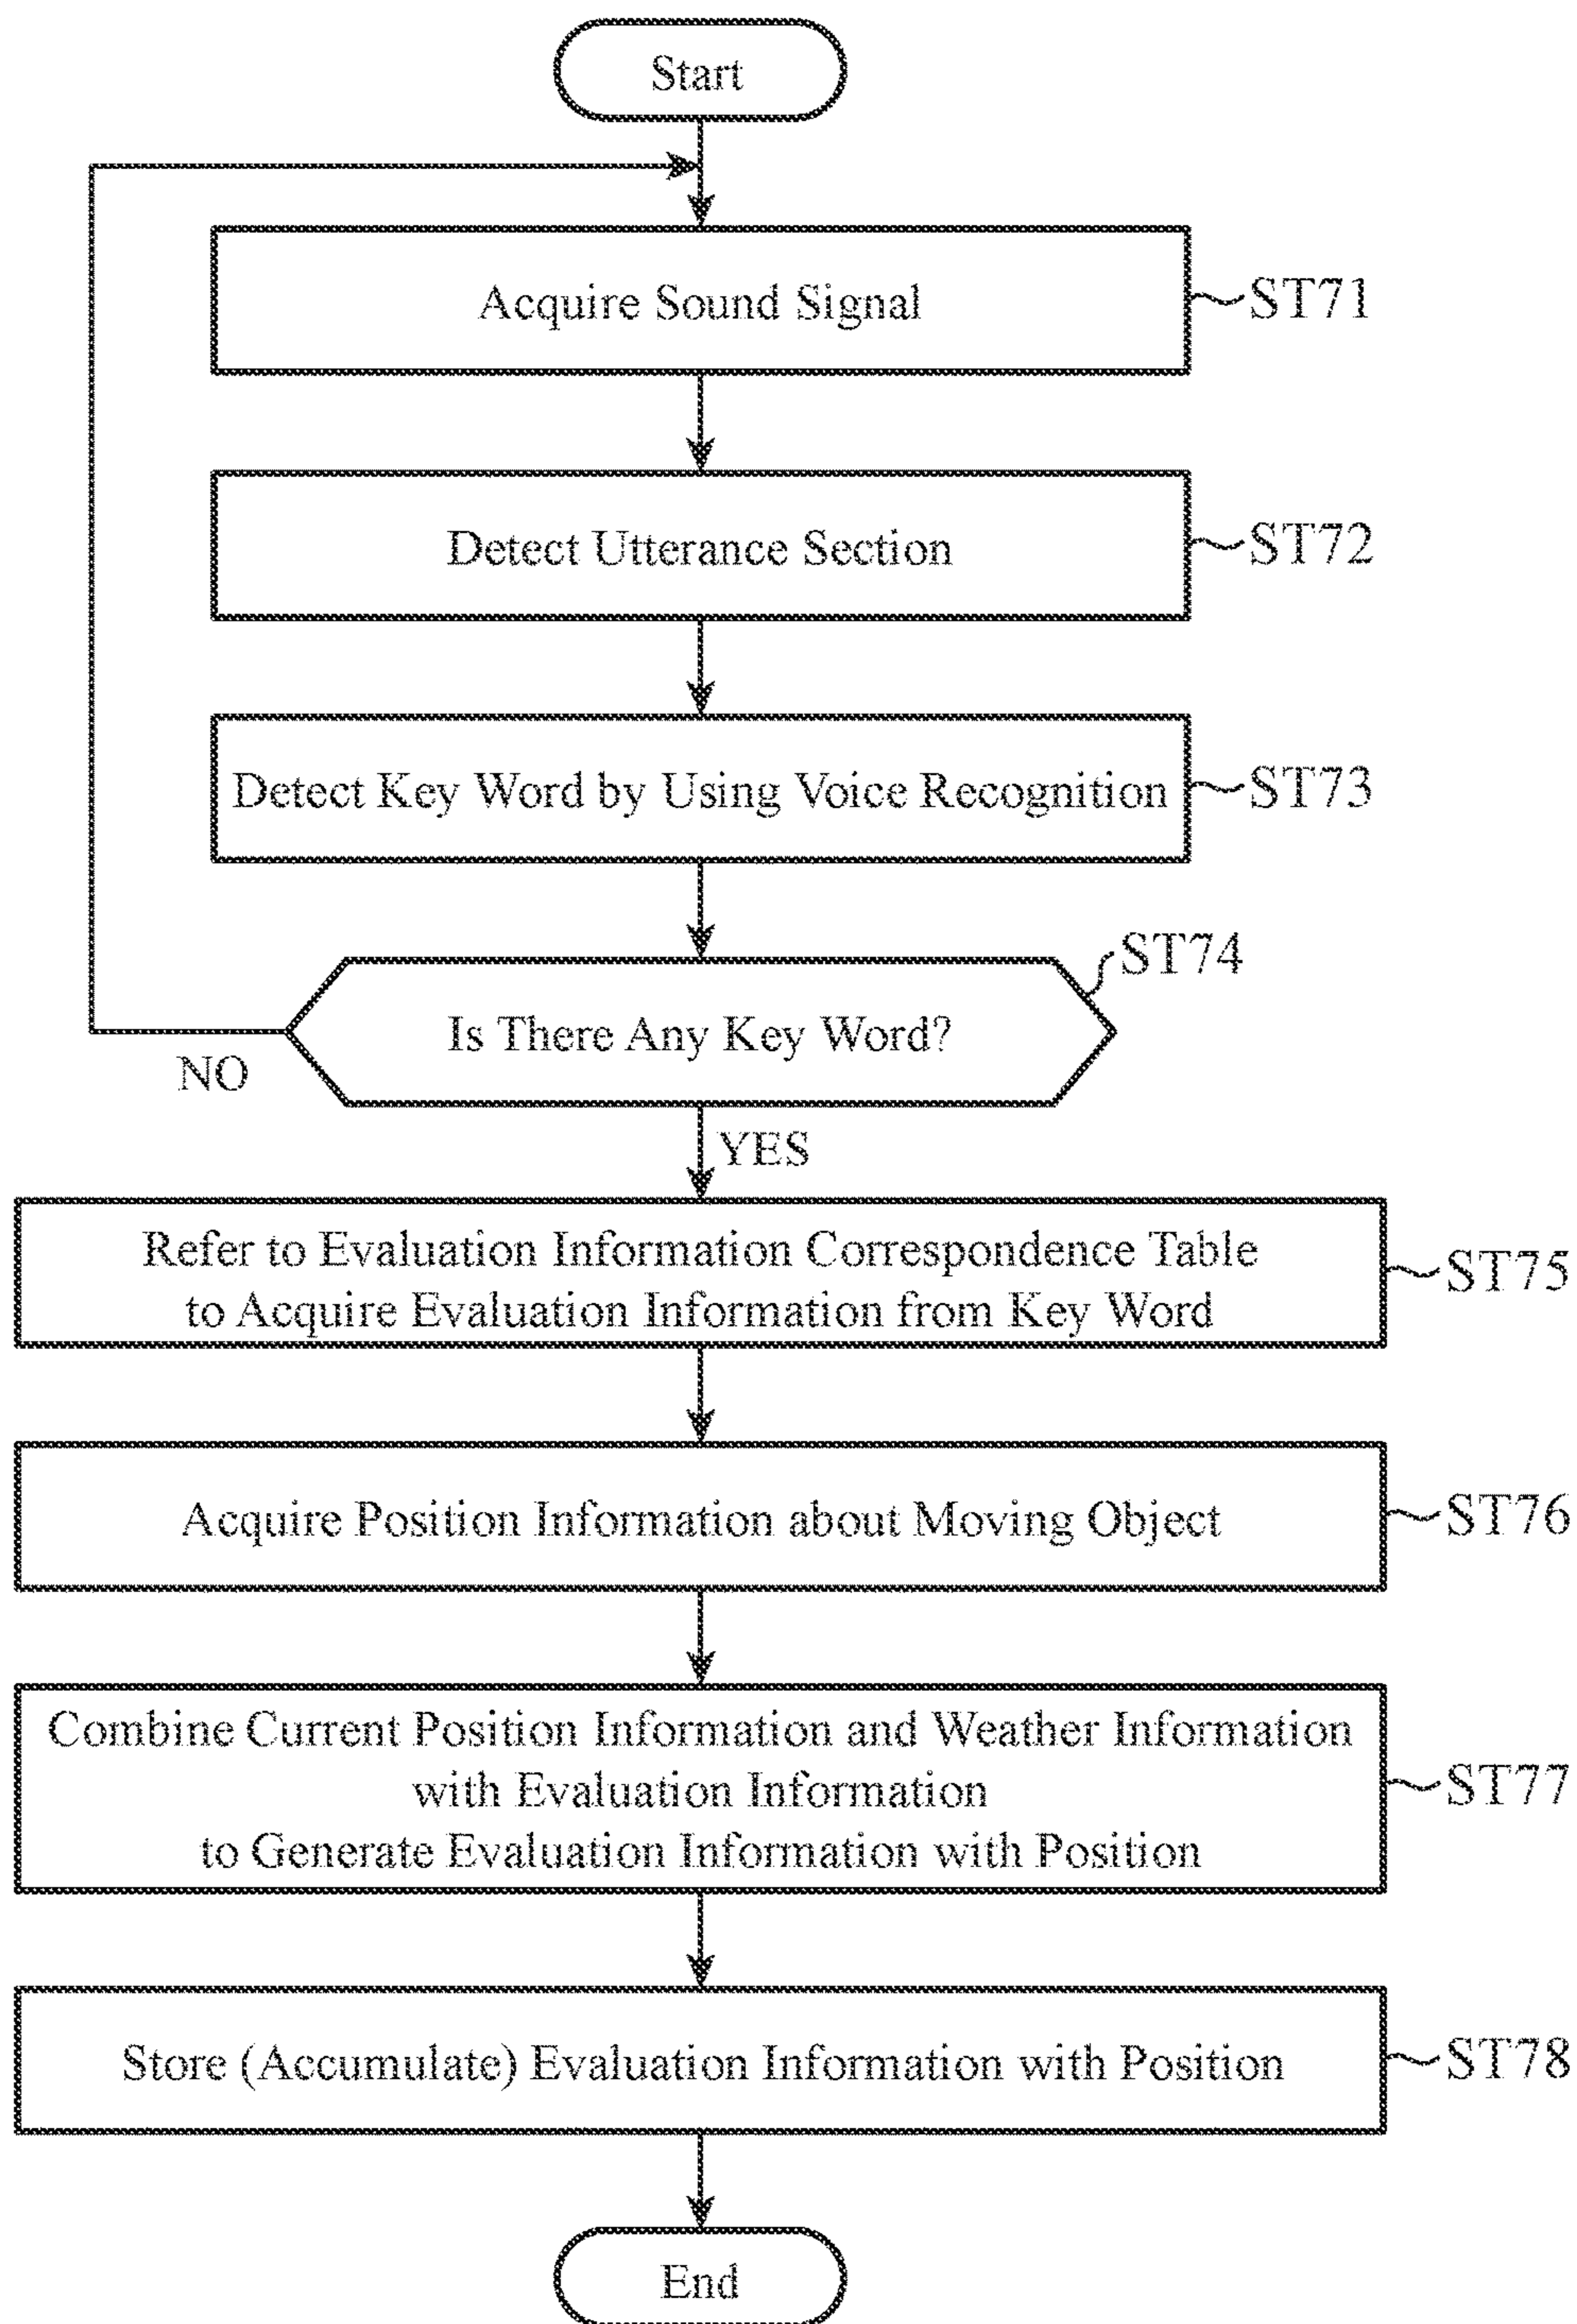 Start
Acquire Sound Signal
ST71
Detect Utterance Section
ST72
Detect Key Word by Using Voice Recognition
ST73
ST74
Is There Any Key Word?
NO
YES
Refer to Evaluation Information Correspondence Table
to Acquire Evaluation Information from Key Word
ST75
Acquire Position Information about Moving Object
ST76
Combine Current Position Information and Weather Information
with Evaluation Information
to Generate Evaluation Information with Position
ST77
Store (Accumulate) Evaluation Information with Position
ST78
End